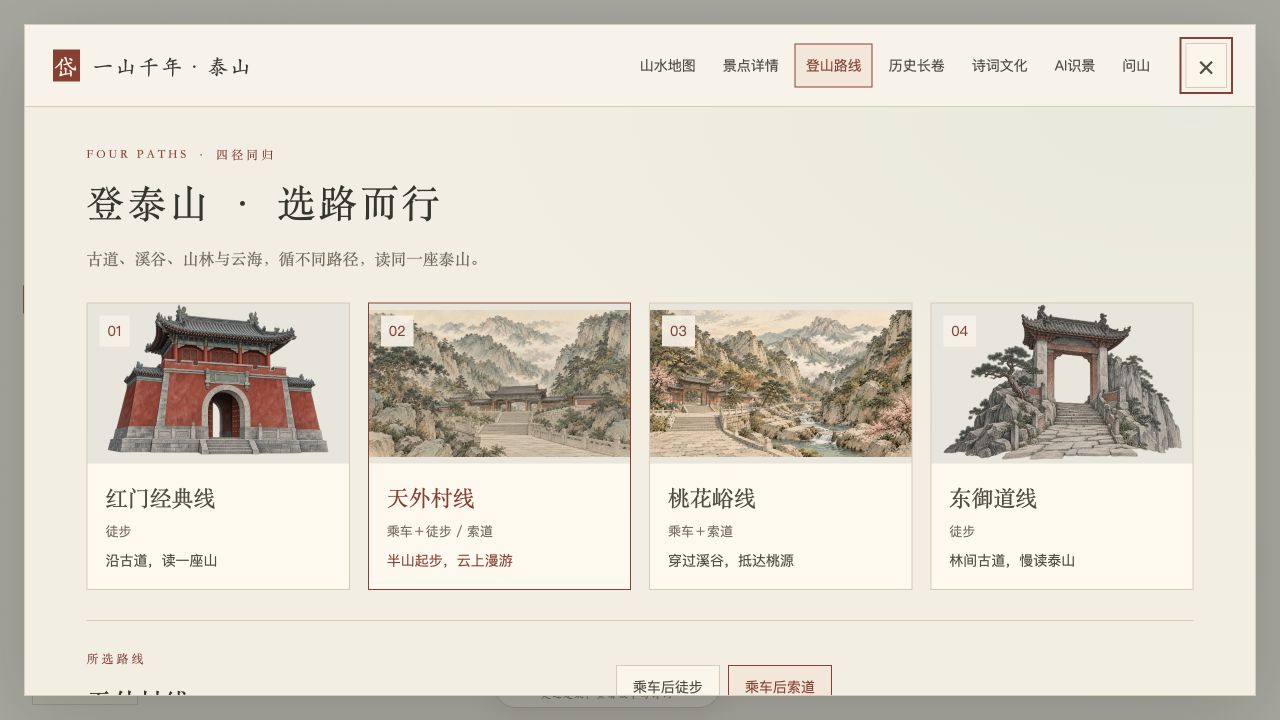 岱 一山千年·泰山
山水地图 景点详情 登山路线 历史长卷 诗词文化 AI识景 问山 ×
FOUR PATHS · 四径同归
登泰山 · 选路而行
古道、溪谷、山林与云海，循不同路径，读同一座泰山。
01
红门经典线
徒步
沿古道，读一座山
02
天外村线
乘车＋徒步 / 索道
半山起步，云上漫游
03
桃花峪线
乘车＋索道
穿过溪谷，抵达桃源
04
东御道线
徒步
林间古道，慢读泰山
所选路线
乘车后徒步 乘车后索道